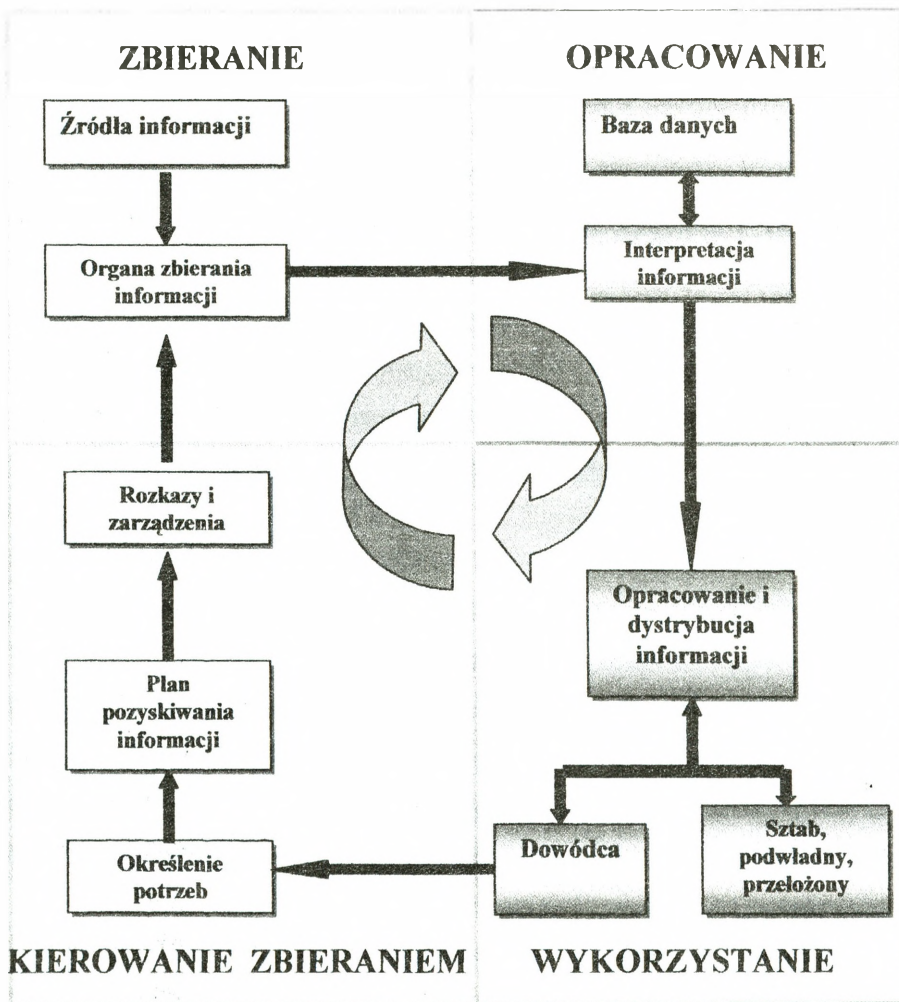 ZBIERANIE
Źródła informacji
Organa zbierania
informacji
Rozkazy i
zarządzenia
Plan
pozyskiwania
informacji
Określenie
potrzeb
KIEROWANIE ZBIERANIEM
OPRACOWANIE
Baza danych
Interpretacja
informacji
Opracowanie i
dystrybucja
informacji
Dowódca
Sztab,
podwładny,
przełożony
WYKORZYSTANIE